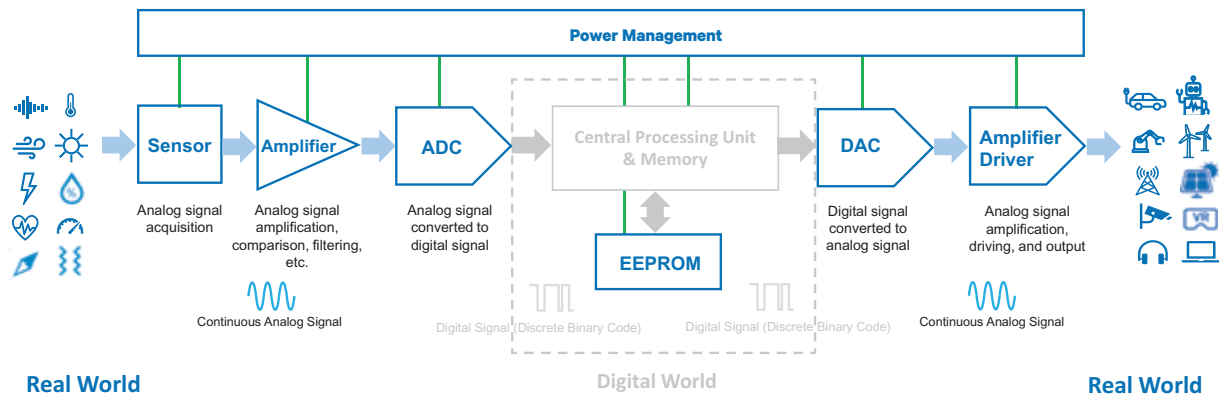 Power Management
Sensor
Amplifier
ADC
Central Processing Unit
& Memory
DAC
Amplifier
Driver
EEPROM
Analog signal
acquisition
Analog signal
amplification,
comparison, filtering,
etc.
Analog signal
converted to
digital signal
Digital signal
converted to
analog signal
Analog signal
amplification,
driving, and output
%
VR
Continuous Analog Signal
Digital Signal (Discrete Binary Code)
Digital Signal (Discrete Binary Code)
Continuous Analog Signal
Real World
Digital World
Real World